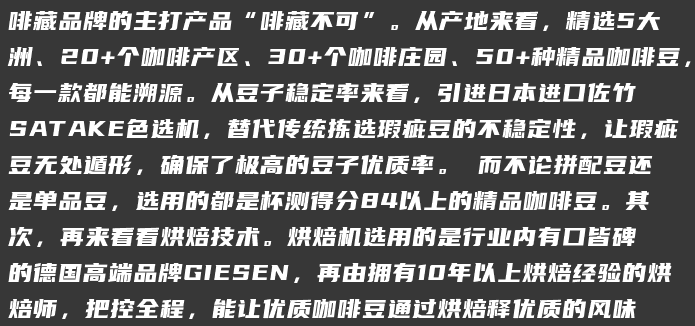 啡藏品牌的主打产品“啡藏不可”。从产地来看，精选5大
洲、20+个咖啡产区、30+个咖啡庄园、50+种精品咖啡豆，
每一款都能溯源。从豆子稳定率来看，引进日本进口佐竹
SATAKE色选机，替代传统拣选瑕疵豆的不稳定性，让瑕疵
豆无处遁形，确保了极高的豆子优质率。 而不论拼配豆还
是单品豆，选用的都是杯测得分84以上的精品咖啡豆。其
次，再来看看烘焙技术。烘焙机选用的是行业内有口皆碑
的德国高端品牌GIESEN，再由拥有10年以上烘焙经验的烘
焙师，把控全程，能让优质咖啡豆通过烘焙释优质的风味